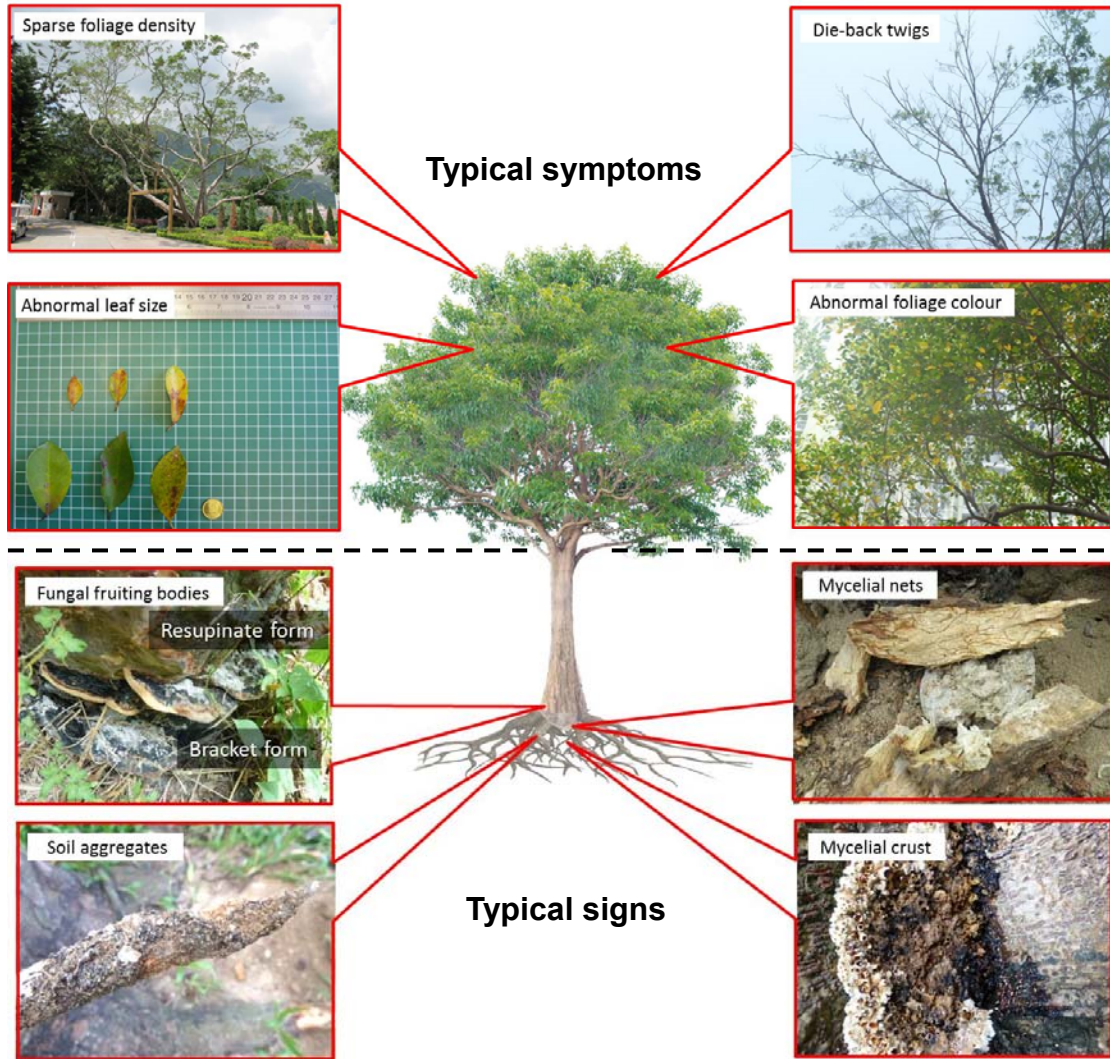 Sparse foliage density
Die-back twigs
Typical symptoms
Abnormal leaf size
Abnormal foliage colour
Fungal fruiting bodies
Resupinate form
Bracket form
Mycelial nets
Soil aggregates
Mycelial crust
Typical signs